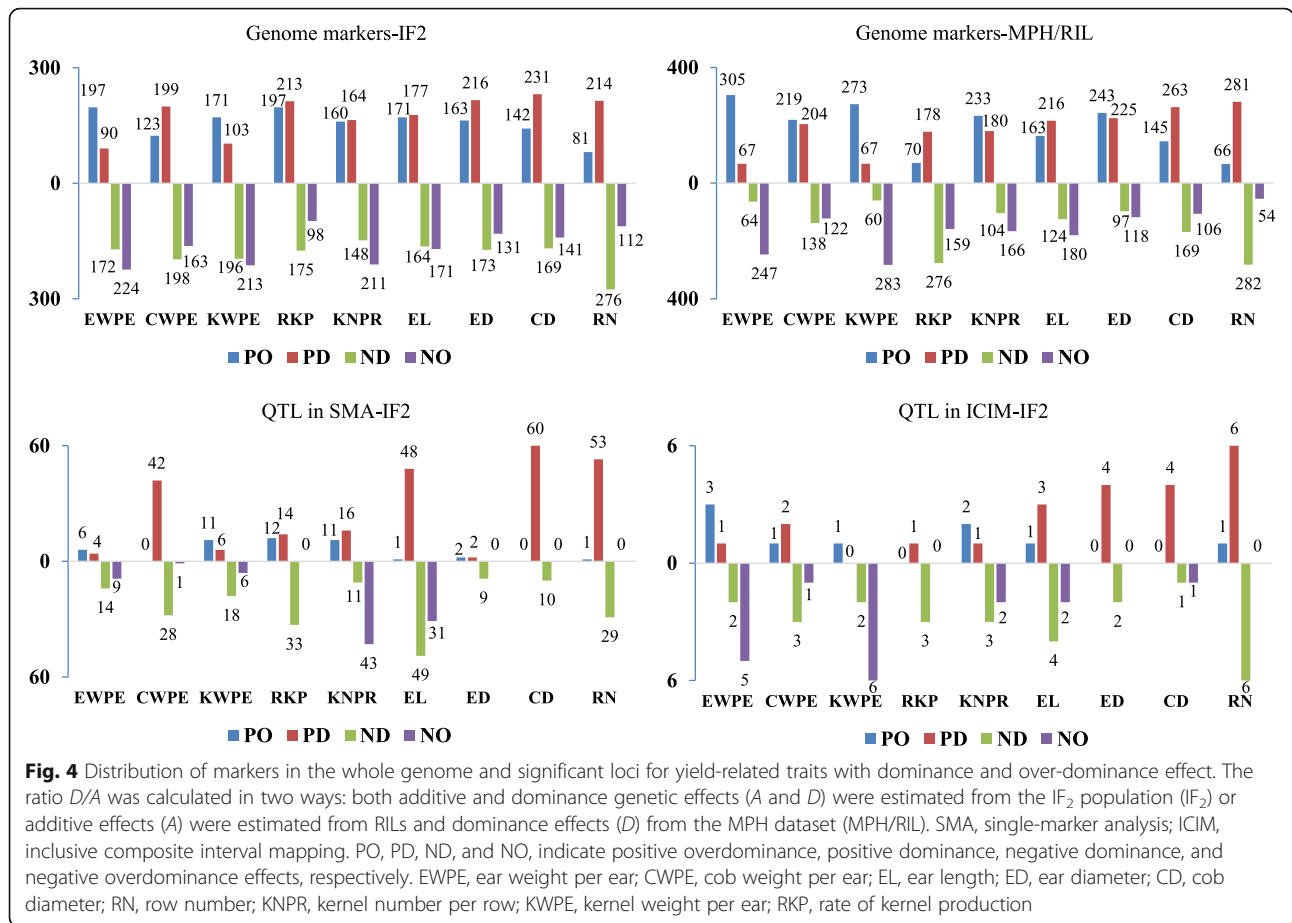 Genome markers-IF2
300
0
300
197 90 172 224
123 199 198 163
171 103 196 213
197 213 175 98
160 164 148 211
171 177 164 171
163 216 173 131
142 231 169 141
81 214 276 112
EWPE CWPE KWPE RKP KNPR EL ED CD RN
PO PD ND NO
Genome markers-MPH/RIL
400
0
400
305 67 64 247
219 204 138 122
273 67 60 283
70 178 276 159
233 180 104 166
163 216 124 180
243 225 97 118
145 263 169 106
66 281 282 54
EWPE CWPE KWPE RKP KNPR EL ED CD RN
PO PD ND NO
QTL in SMA-IF2
60
0
60
6 4 14 9
0 42 28 1
11 6 18 6
12 14 33 0
11 16 11 43
1 48 49 31
2 2 9 0
0 60 10 0
1 53 29 0
EWPE CWPE KWPE RKP KNPR EL ED CD RN
PO PD ND NO
QTL in ICIM-IF2
6
0
6
3 1 2 5
1 2 3 1
1 0 2 6
0 1 3 0
2 1 3 2
1 3 4 2
0 4 2 0
0 4 1 1
1 6 6 0
EWPE CWPE KWPE RKP KNPR EL ED CD RN
PO PD ND NO
Fig. 4 Distribution of markers in the whole genome and significant loci for yield-related traits with dominance and over-dominance effect. The
ratio D/A was calculated in two ways: both additive and dominance genetic effects (A and D) were estimated from the IF₂ population (IF₂) or
additive effects (A) were estimated from RILs and dominance effects (D) from the MPH dataset (MPH/RIL). SMA, single-marker analysis; ICIM,
inclusive composite interval mapping. PO, PD, ND, and NO, indicate positive overdominance, positive dominance, negative dominance, and
negative overdominance effects, respectively. EWPE, ear weight per ear; CWPE, cob weight per ear; EL, ear length; ED, ear diameter; CD, cob
diameter; RN, row number; KNPR, kernel number per row; KWPE, kernel weight per ear; RKP, rate of kernel production